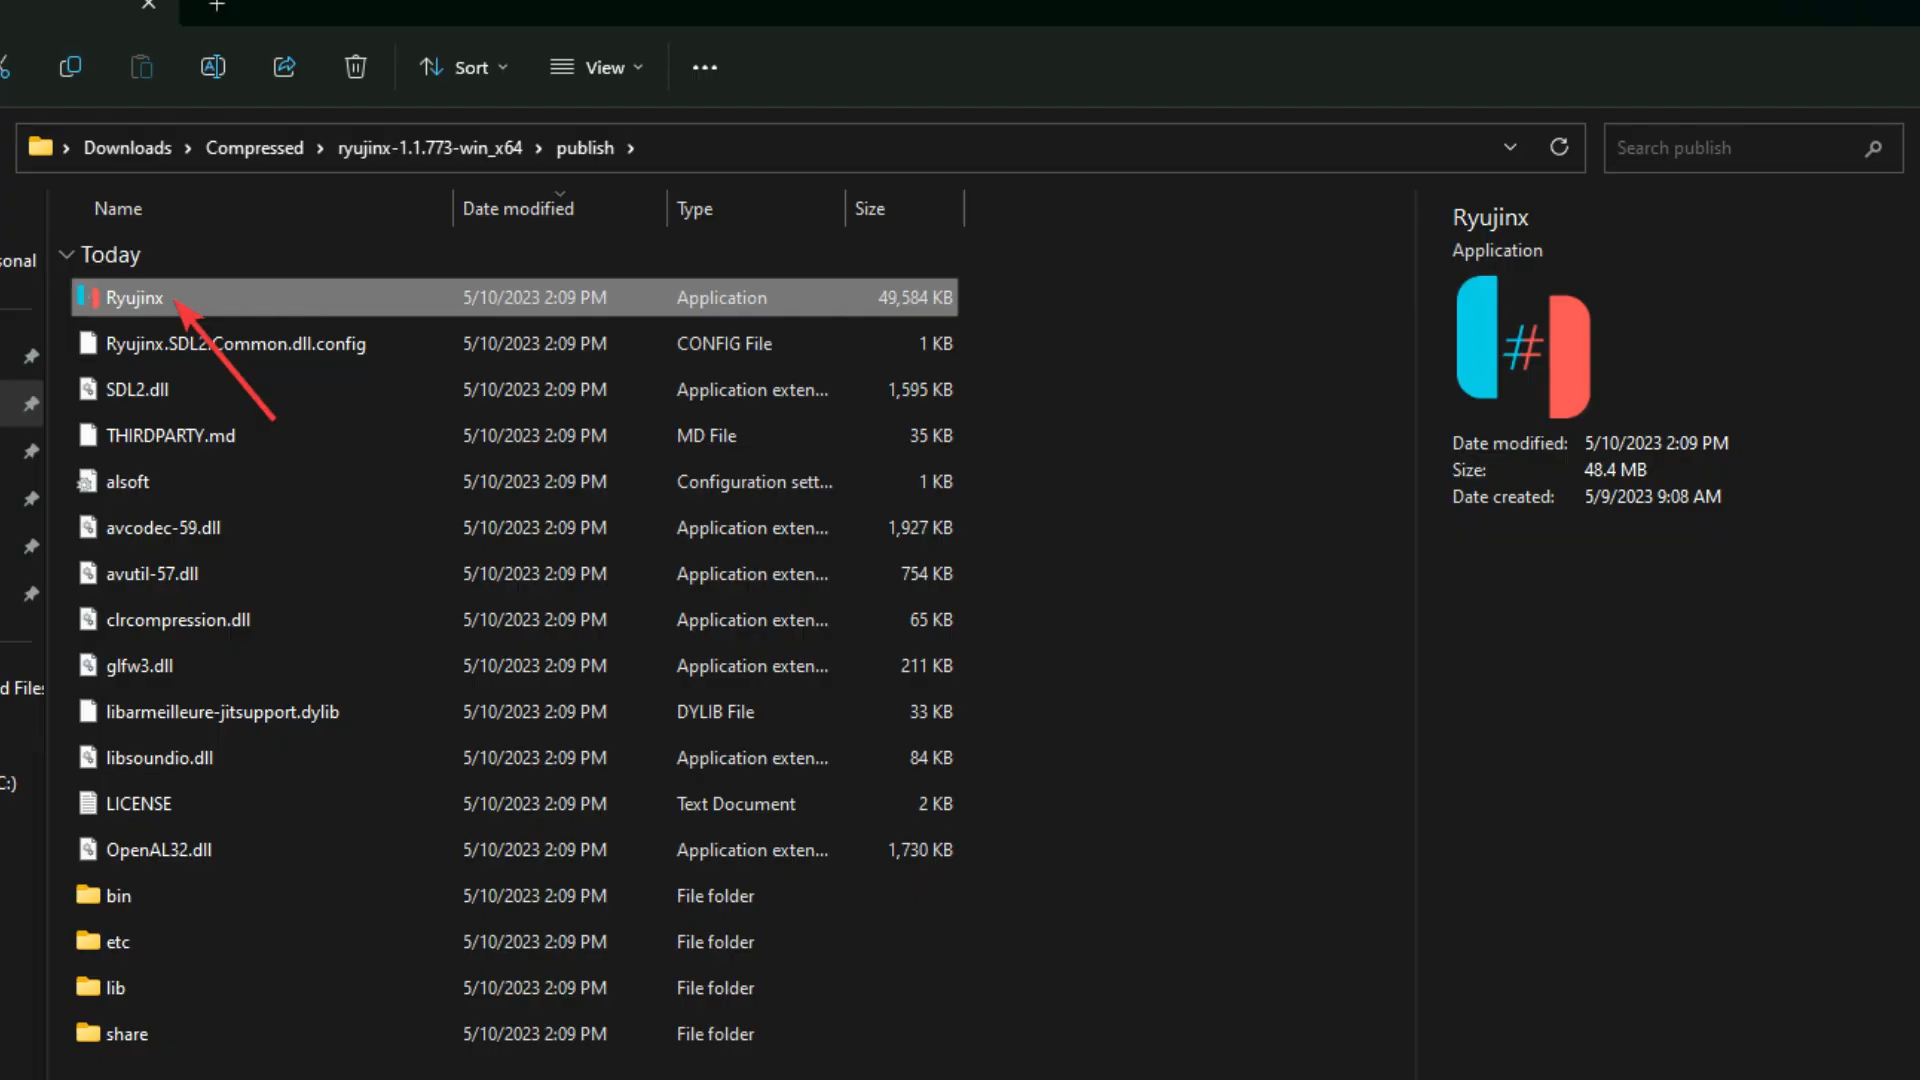 Sort View
Downloads Compressed ryujinx-1.1.773-win_x64 publish Search publish
Name Date modified Type Size
Today
Ryujinx 5/10/2023 2:09 PM Application 49,584 KB
Ryujinx.SDL2.Common.dll.config 5/10/2023 2:09 PM CONFIG File 1 KB
SDL2.dll 5/10/2023 2:09 PM Application exten... 1,595 KB
THIRDPARTY.md 5/10/2023 2:09 PM MD File 35 KB
alsoft 5/10/2023 2:09 PM Configuration sett... 1 KB
avcodec-59.dll 5/10/2023 2:09 PM Application exten... 1,927 KB
avutil-57.dll 5/10/2023 2:09 PM Application exten... 754 KB
clrcompression.dll 5/10/2023 2:09 PM Application exten... 65 KB
glfw3.dll 5/10/2023 2:09 PM Application exten... 211 KB
libarmeilleure-jitsupport.dylib 5/10/2023 2:09 PM DYLIB File 33 KB
libsoundio.dll 5/10/2023 2:09 PM Application exten... 84 KB
LICENSE 5/10/2023 2:09 PM Text Document 2 KB
OpenAL32.dll 5/10/2023 2:09 PM Application exten... 1,730 KB
bin 5/10/2023 2:09 PM File folder
etc 5/10/2023 2:09 PM File folder
lib 5/10/2023 2:09 PM File folder
share 5/10/2023 2:09 PM File folder
sonal
d Files
C:)
Ryujinx
Application
#
Date modified: 5/10/2023 2:09 PM
Size: 48.4 MB
Date created: 5/9/2023 9:08 AM